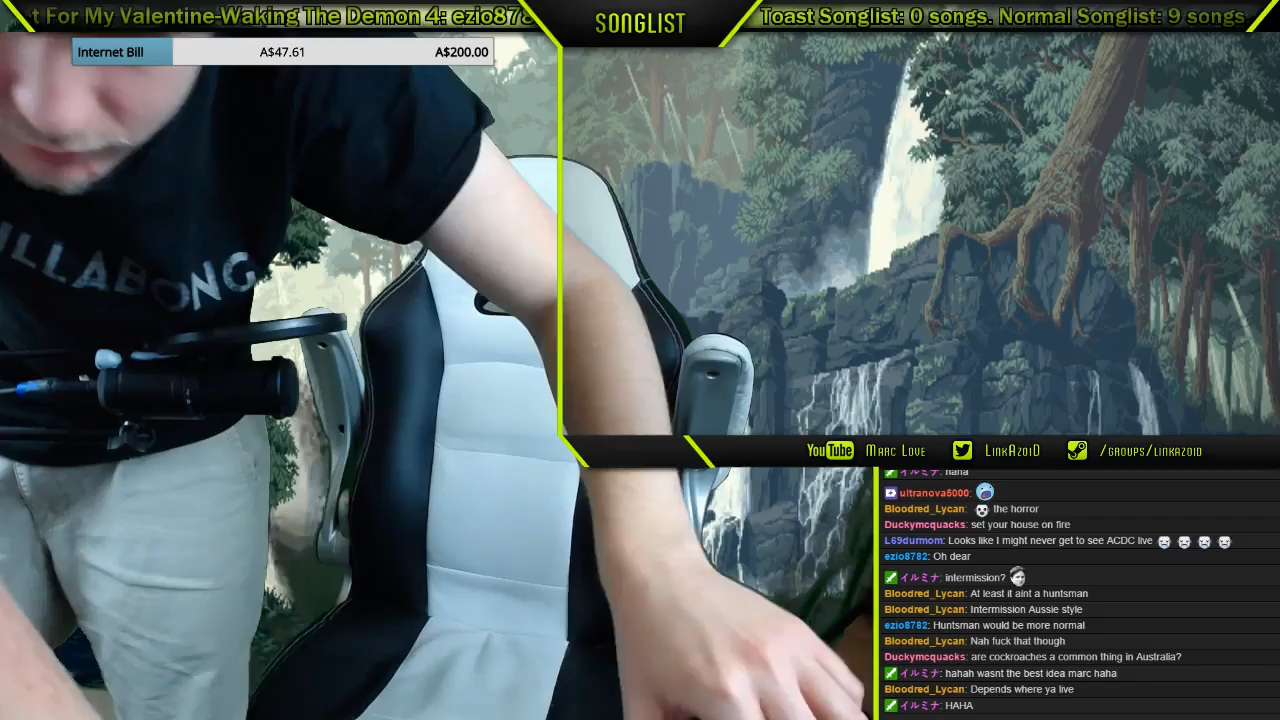 t For My Valentine-Waking The Demon 4: ezio878
SONGLIST
Toast Songlist: 0 songs. Normal Songlist: 9 songs.
Internet Bill A$47.61 A$200.00
ILLABONG
YouTube Marc Love LinkAzoiD /groups/linkazoid
イルミナ: haha
ultranova5000:
Bloodred_Lycan: the horror
Duckymcquacks: set your house on fire
L69durmom: Looks like I might never get to see ACDC live
ezio8782: Oh dear
イルミナ: intermission?
Bloodred_Lycan: At least it aint a huntsman
Bloodred_Lycan: Intermission Aussie style
ezio8782: Huntsman would be more normal
Bloodred_Lycan: Nah fuck that though
Duckymcquacks: are cockroaches a common thing in Australia?
イルミナ: hahah wasnt the best idea marc haha
Bloodred_Lycan: Depends where ya live
イルミナ: HAHA